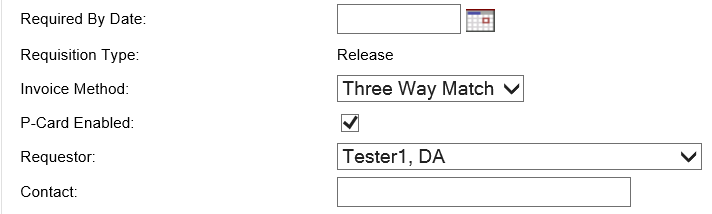 Required By Date:
Requisition Type: Release
Invoice Method: Three Way Match
P-Card Enabled:
Requestor: Tester1, DA
Contact: